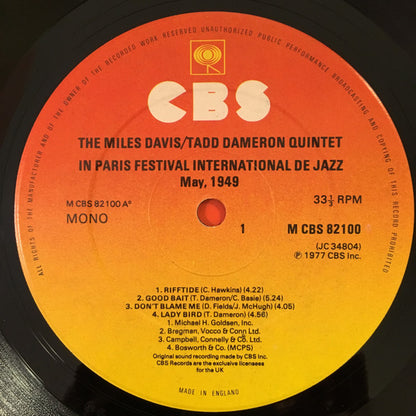 ALL RIGHTS OF THE MANUFACTURER AND OF THE OWNER OF THE RECORDED WORK RESERVED UNAUTHORISED PUBLIC PERFORMANCE BROADCASTING AND COPYING OF THIS RECORD PROHIBITED
CBS
THE MILES DAVIS/TADD DAMERON QUINTET
IN PARIS FESTIVAL INTERNATIONAL DE JAZZ
May, 1949
M CBS 82100 A°
33⅓ RPM
MONO
1
M CBS 82100
(JC 34804)
℗ 1977 CBS Inc.
1. RIFFTIDE (C. Hawkins) (4.22)
2. GOOD BAIT (T. Dameron/C. Basie) (5.24)
3. DON'T BLAME ME (D. Fields/J. McHugh) (4.05)
4. LADY BIRD (T. Dameron) (4.56)
1. Michael H. Goldsen, Inc.
2. Bregman, Vocco & Conn Ltd.
3. Campbell, Connelly & Co. Ltd.
4. Bosworth & Co. (MCPS)
Original sound recording made by CBS Inc.
CBS Records are the exclusive licensees
for the UK
MADE IN ENGLAND